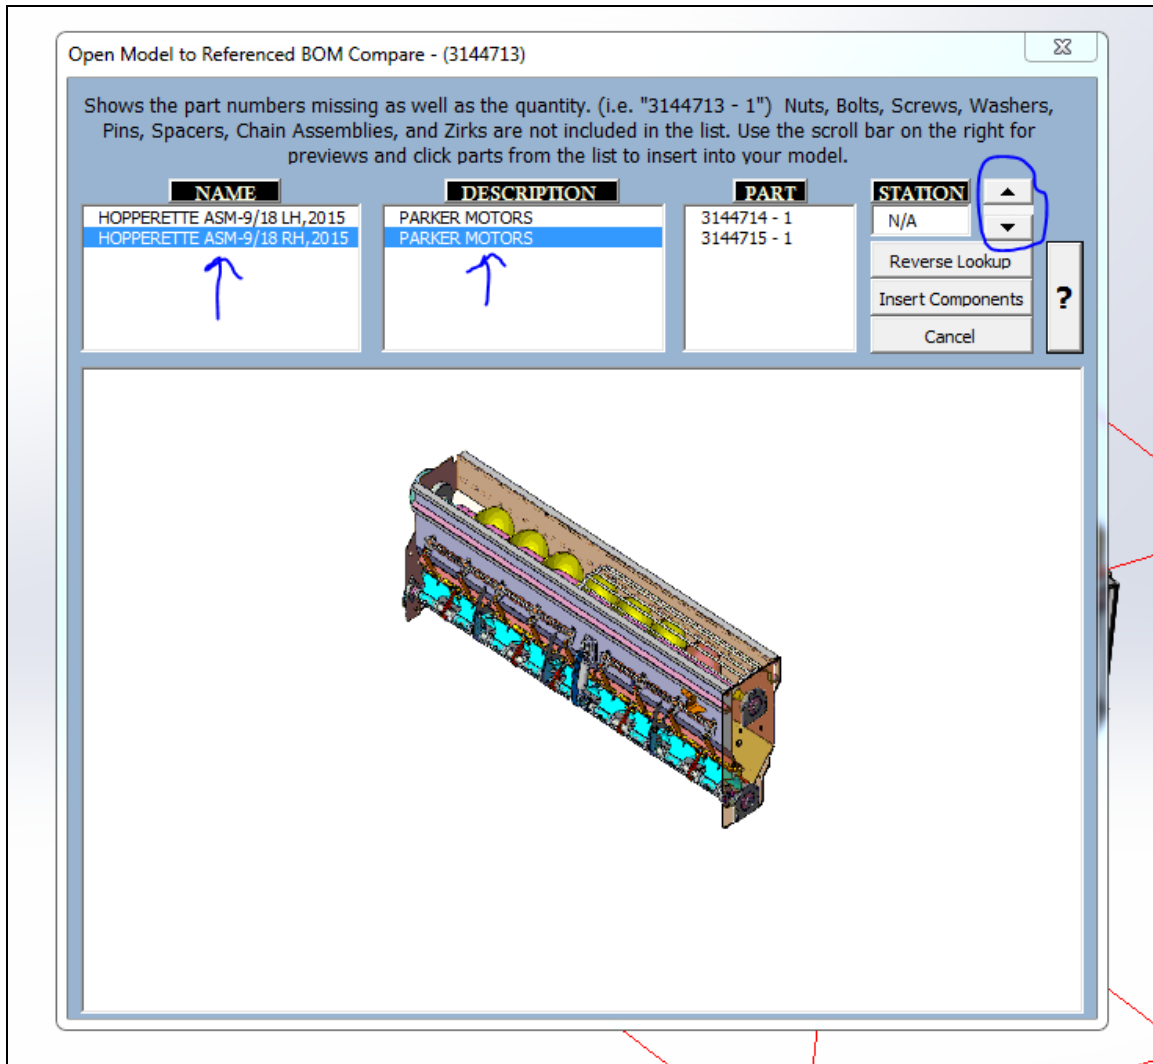 Open Model to Referenced BOM Compare - (3144713)
Shows the part numbers missing as well as the quantity. (i.e. "3144713 - 1")  Nuts, Bolts, Screws, Washers,
Pins, Spacers, Chain Assemblies, and Zirks are not included in the list. Use the scroll bar on the right for
previews and click parts from the list to insert into your model.
NAME DESCRIPTION PART STATION
HOPPERETTE ASM-9/18 LH,2015 PARKER MOTORS 3144714 - 1 N/A
HOPPERETTE ASM-9/18 RH,2015 PARKER MOTORS 3144715 - 1
Reverse Lookup
Insert Components ?
Cancel